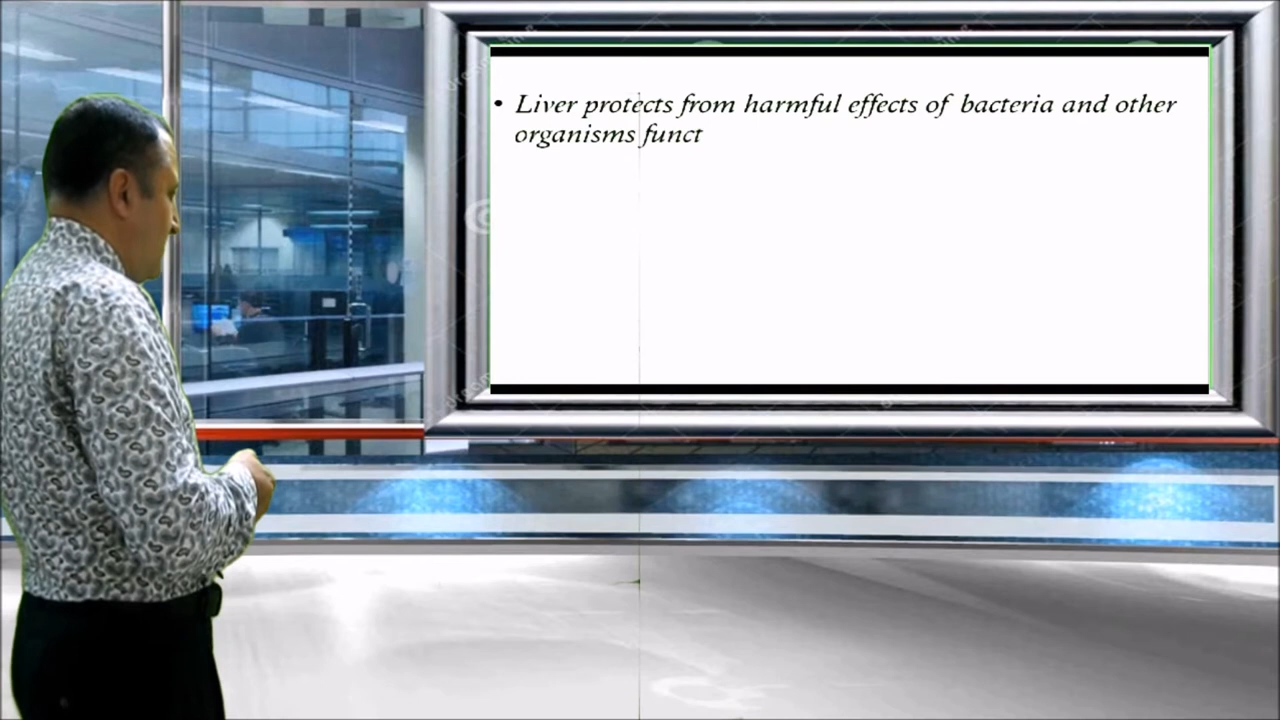 • Liver protects from harmful effects of bacteria and other
organisms funct